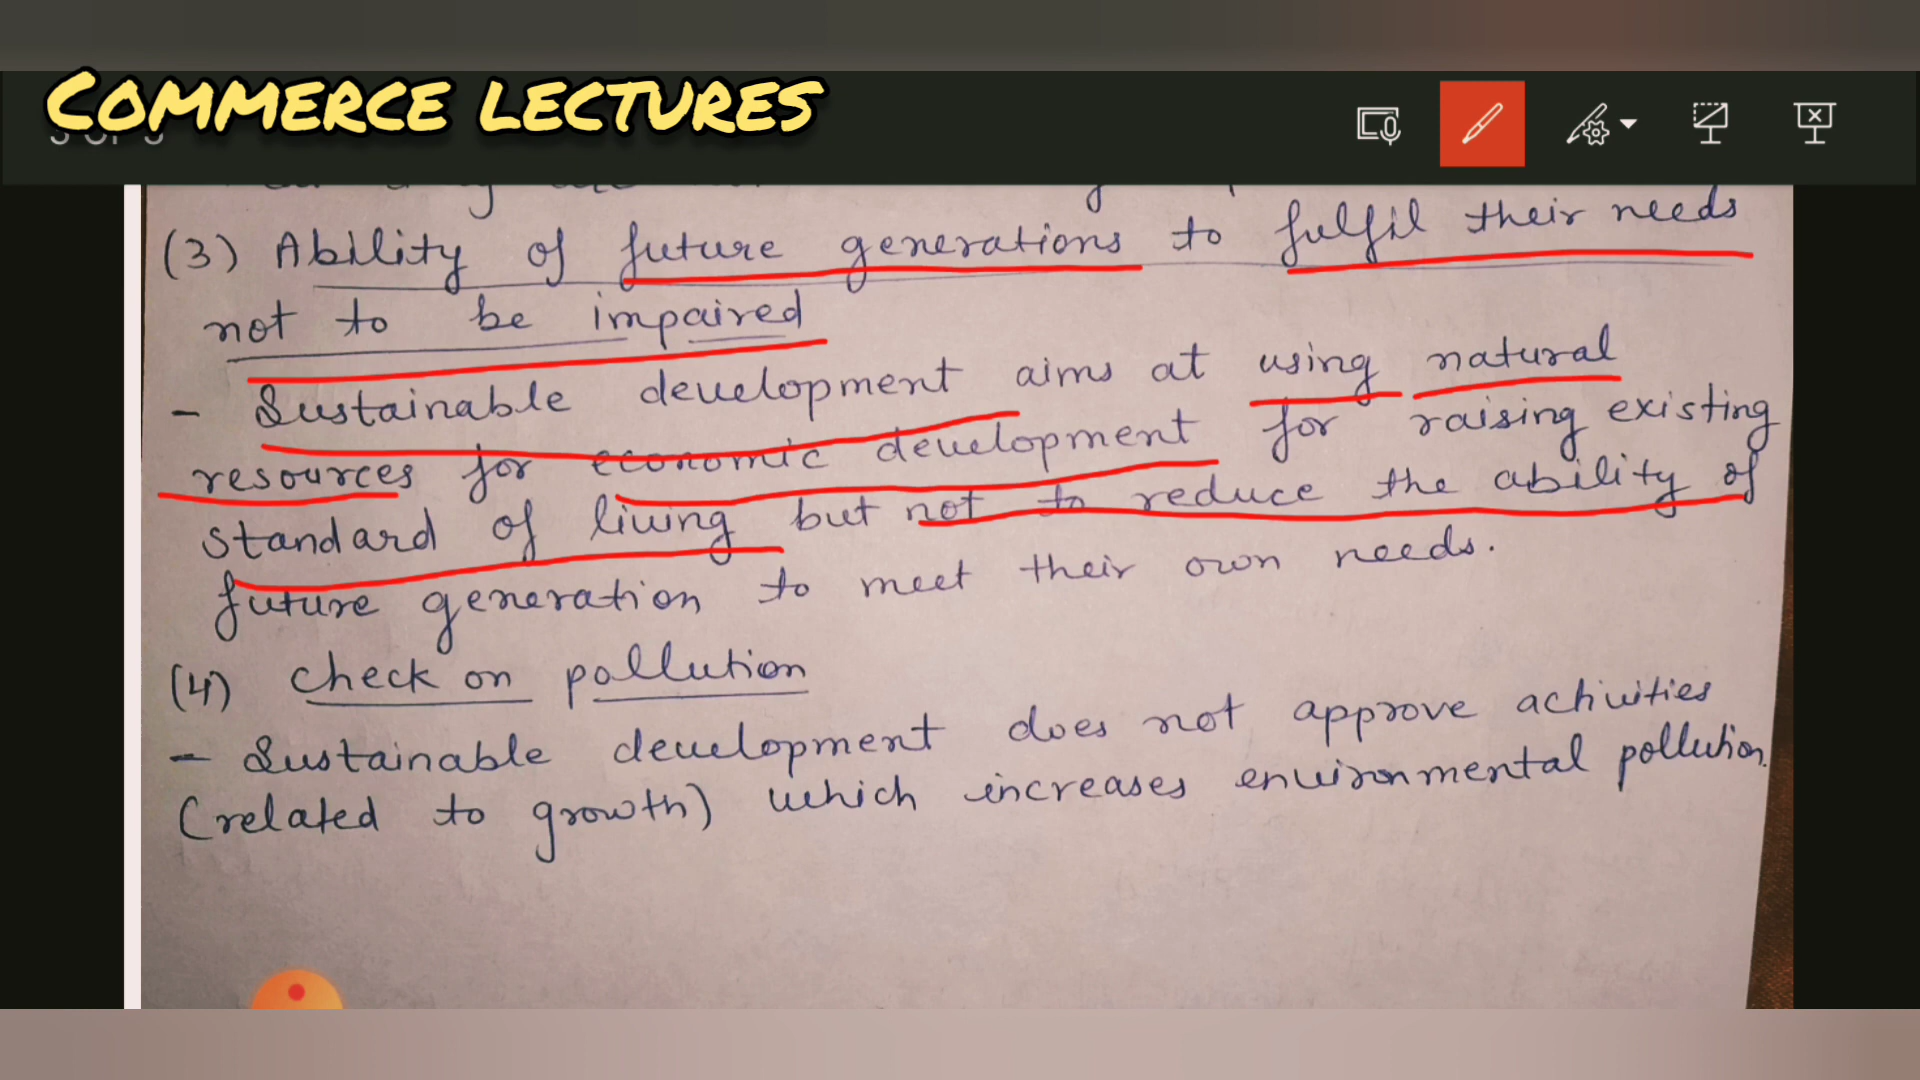 COMMERCE LECTURES
(3) Ability of future generations to fulfil their needs
not to be impaired
- Sustainable development aims at using natural
resources for economic development for raising existing
standard of living but not to reduce the ability of
future generation to meet their own needs.
(4) check on pollution
- Sustainable development does not approve activities
(related to growth) which increases environmental pollution.